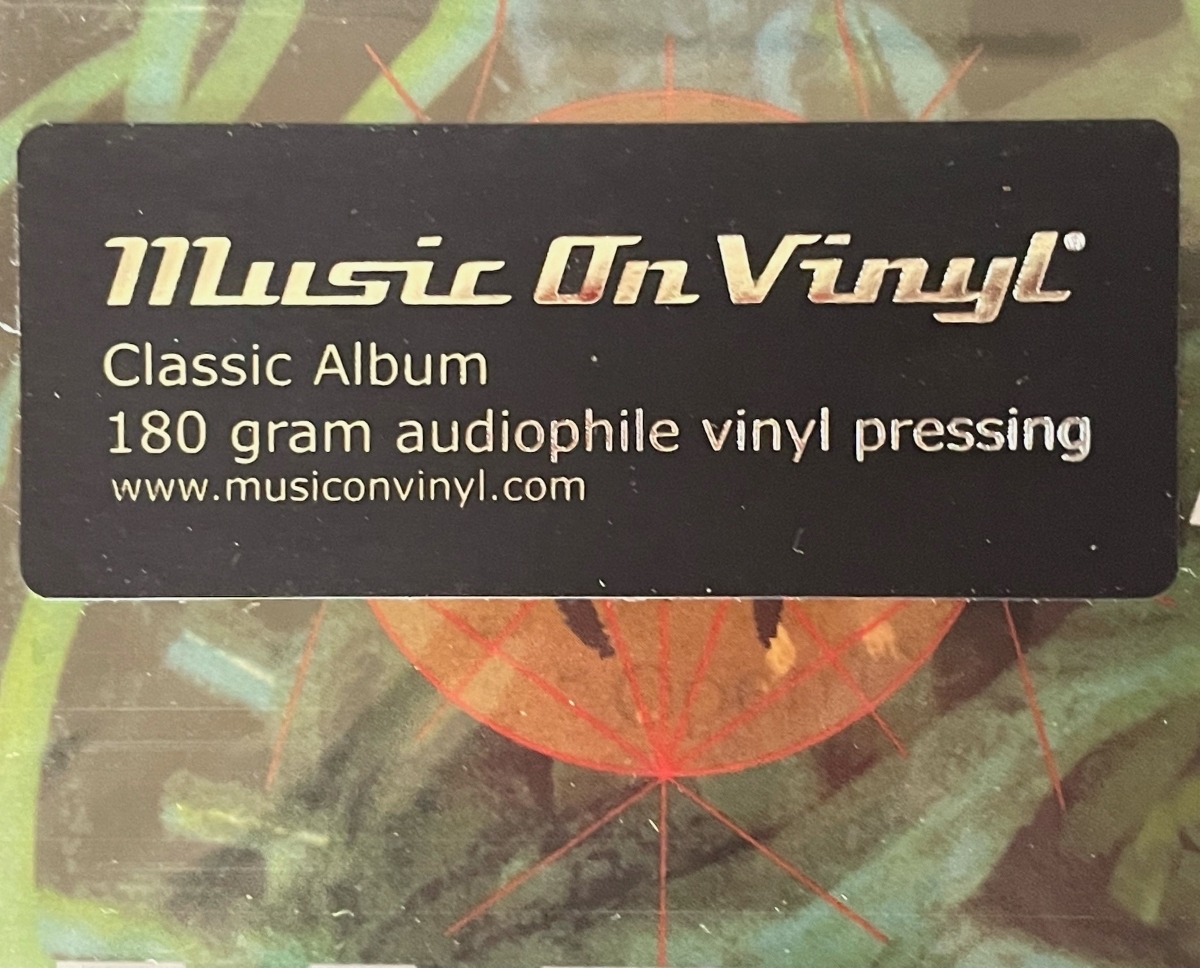 Music On Vinyl®
Classic Album
180 gram audiophile vinyl pressing
www.musiconvinyl.com